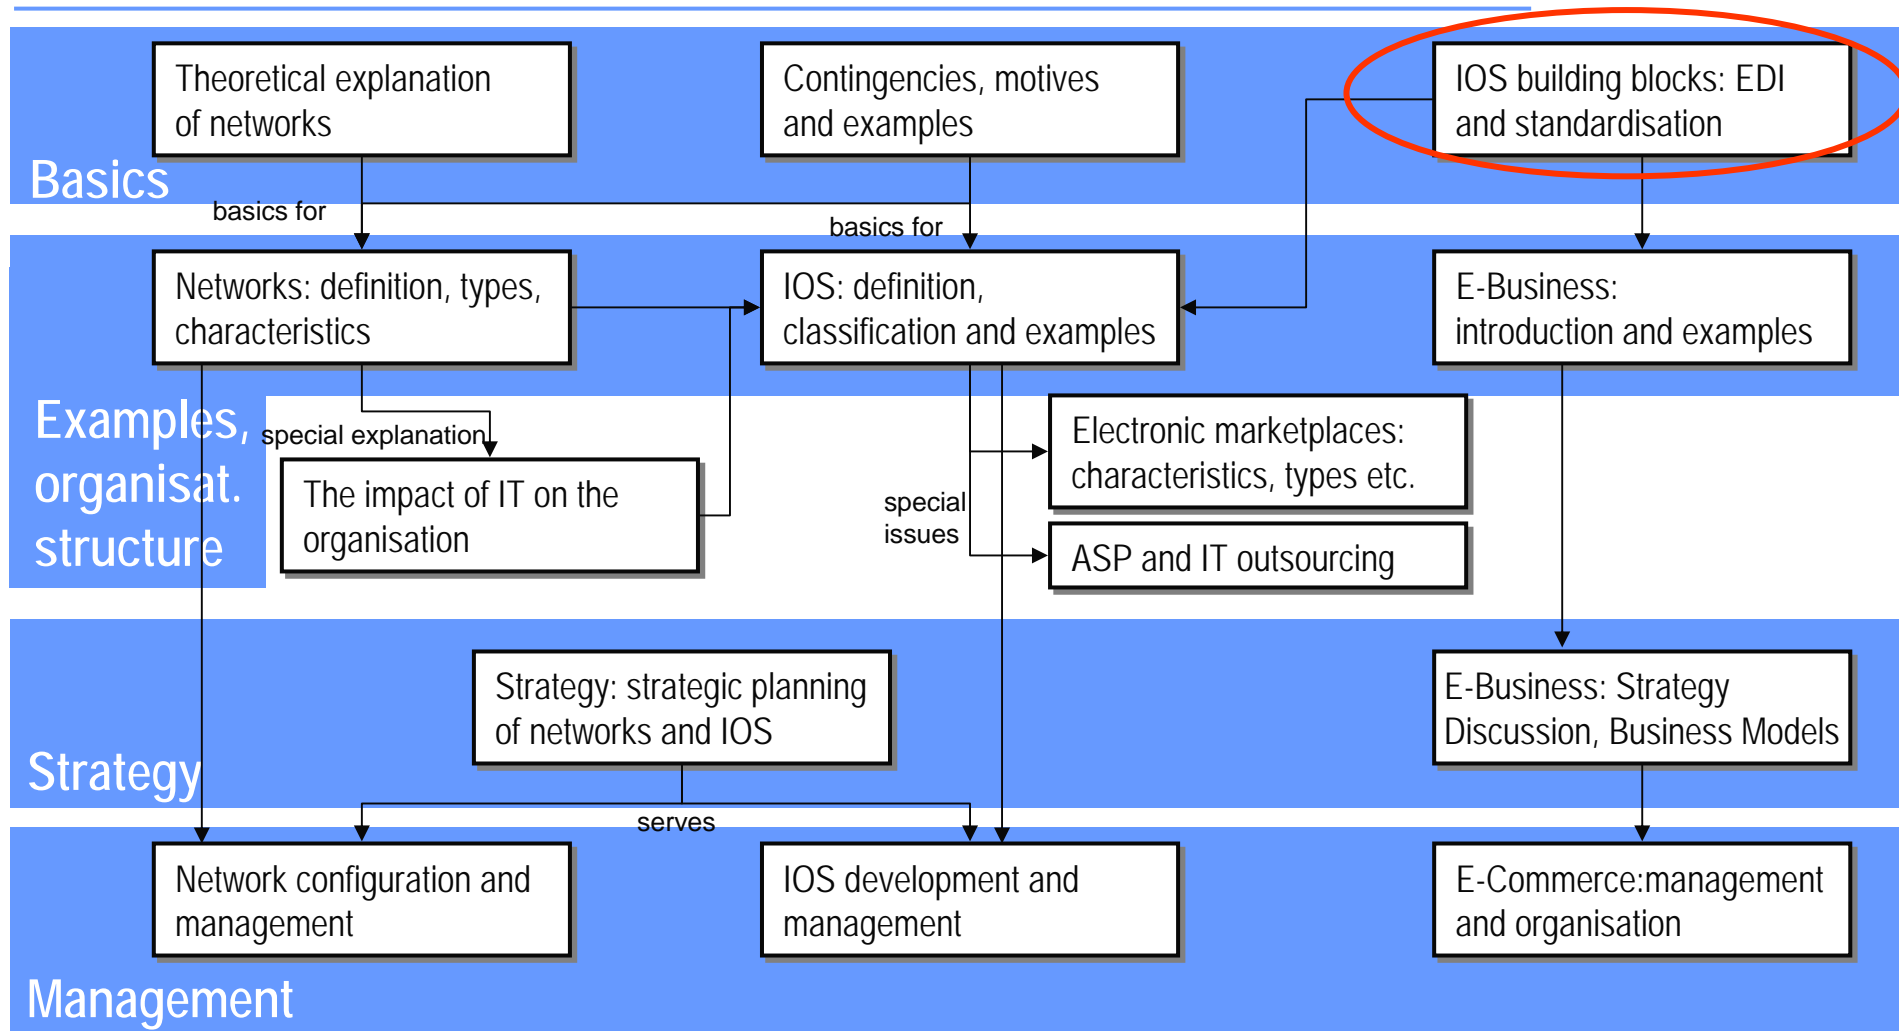 Theoretical explanation
of networks
Contingencies, motives
and examples
IOS building blocks: EDI
and standardisation
Basics
basics for
basics for
Networks: definition, types,
characteristics
IOS: definition,
classification and examples
E-Business:
introduction and examples
Examples,
organisat.
structure
special explanation
The impact of IT on the
organisation
special
issues
Electronic marketplaces:
characteristics, types etc.
ASP and IT outsourcing
Strategy: strategic planning
of networks and IOS
E-Business: Strategy
Discussion, Business Models
Strategy
serves
Network configuration and
management
IOS development and
management
E-Commerce:management
and organisation
Management